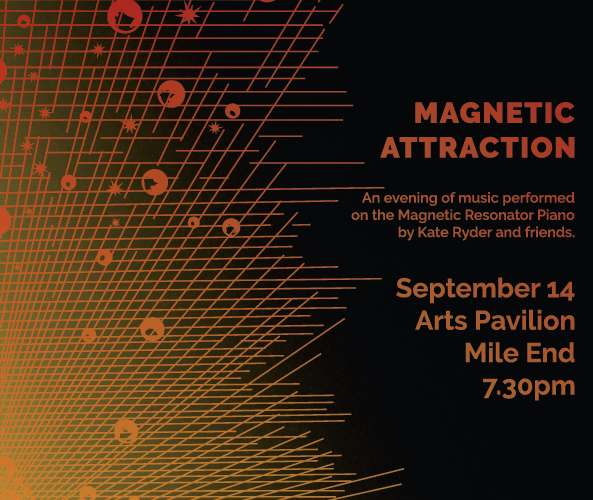 MAGNETIC
ATTRACTION
An evening of music performed
on the Magnetic Resonator Piano
by Kate Ryder and friends.
September 14
Arts Pavilion
Mile End
7.30pm